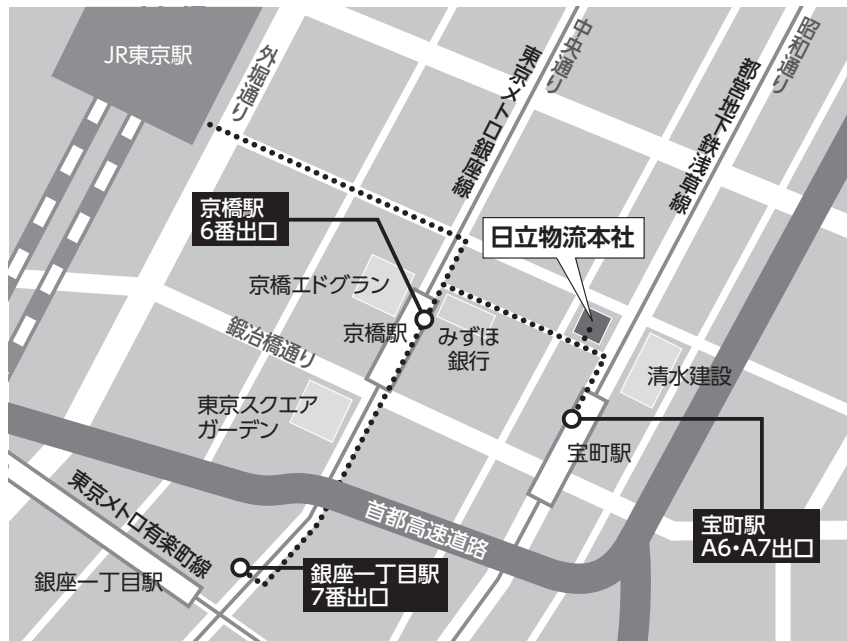 JR東京駅
外堀通り
東京メトロ銀座線
中央通り
都営地下鉄浅草線
昭和通り
京橋駅
6番出口
日立物流本社
京橋エドグラン
京橋駅
みずほ
銀行
鍛冶橋通り
清水建設
東京スクエア
ガーデン
宝町駅
首都高速道路
東京メトロ有楽町線
宝町駅
A6・A7出口
銀座一丁目駅
銀座一丁目駅
7番出口